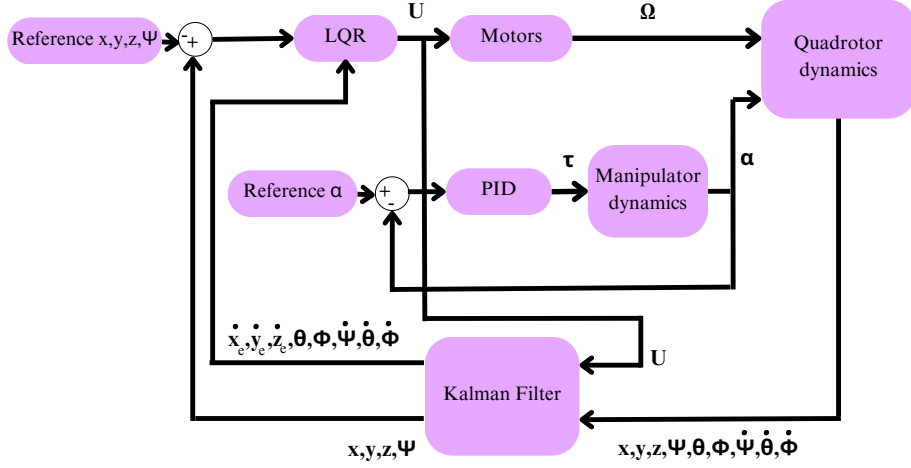 U
Ω
Reference x,y,z,Ψ
-
+
LQR
Motors
Quadrotor
dynamics
τ
α
Reference α
+
-
PID
Manipulator
dynamics
ẋₑ,ẏₑ,żₑ,θ,Φ,Ψ̇,θ̇,Φ̇
U
Kalman Filter
x,y,z,Ψ
x,y,z,Ψ,θ,Φ,Ψ̇,θ̇,Φ̇